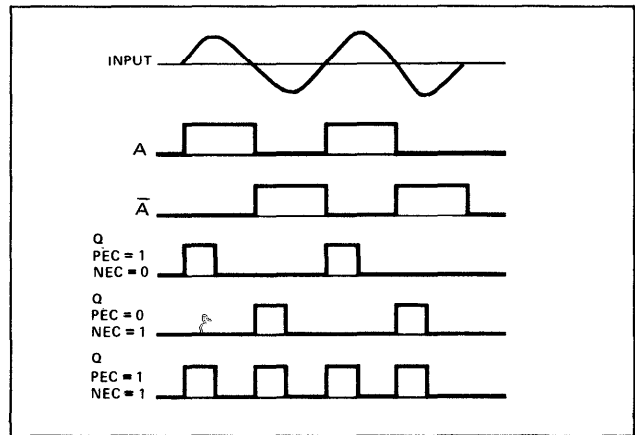 INPUT
A
A̅
Q
PEC = 1
NEC = 0
Q
PEC = 0
NEC = 1
Q
PEC = 1
NEC = 1